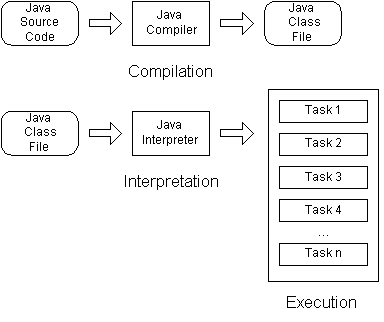 Java
Source
Code
Java
Compiler
Java
Class
File
Compilation
Java
Class
File
Java
Interpreter
Interpretation
Task 1
Task 2
Task 3
Task 4
...
Task n
Execution